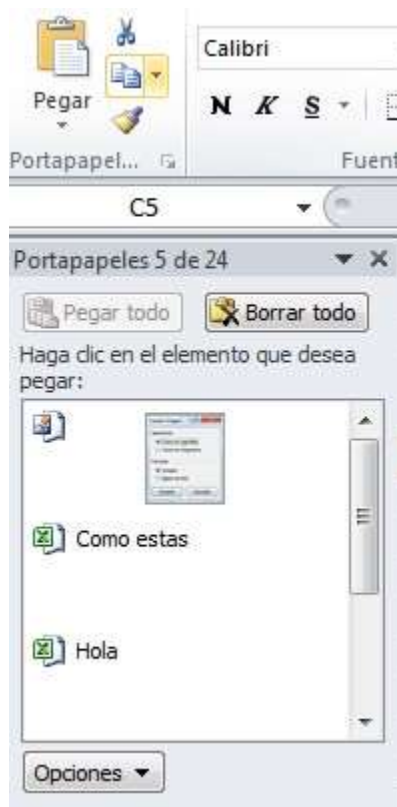 Calibri
Pegar
N K S
Portapapel...
Fuent
C5
Portapapeles 5 de 24
Pegar todo
Borrar todo
Haga clic en el elemento que desea
pegar:
Como estas
Hola
Opciones